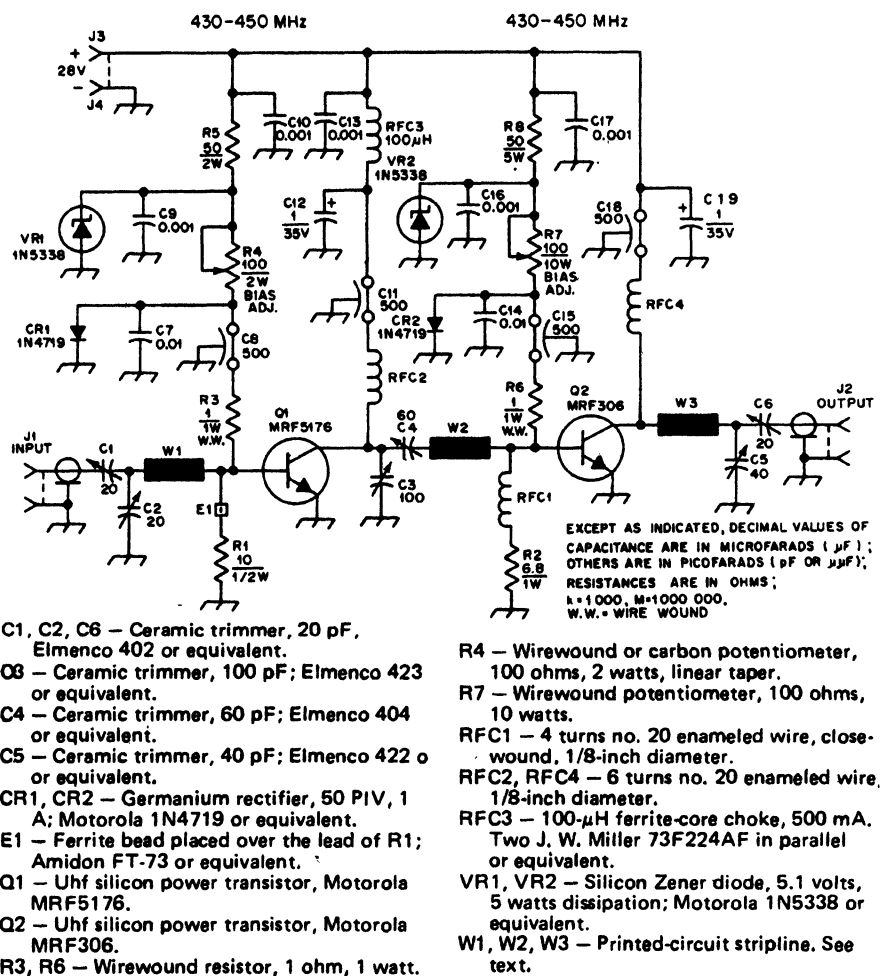 430-450 MHz
430-450 MHz
J3
+
28V
-
J4
R5
50
2W
C10
0.001
C13
0.001
RFC3
100µH
VR2
1N5338
R8
50
5W
C17
0.001
VR1
1N5338
C9
0.001
R4
100
2W
BIAS
ADJ.
C12
1
35V
+
C16
0.001
R7
100
10W
BIAS
ADJ.
C18
500
+
C19
1
35V
CR1
1N4719
C7
0.01
C8
500
C11
500
CR2
1N4719
C14
0.01
C15
500
RFC4
R3
1
1W
W.W.
RFC2
R6
1
1W
W.W.
Q1
MRF5176
60
C4
W2
Q2
MRF306
W3
C6
20
J2
OUTPUT
J1
INPUT
C1
20
W1
C2
20
E1
R1
10
1/2W
C3
100
RFC1
R2
6.8
1W
C5
40
EXCEPT AS INDICATED, DECIMAL VALUES OF
CAPACITANCE ARE IN MICROFARADS ( µF ) ;
OTHERS ARE IN PICOFARADS ( pF OR µµF);
RESISTANCES ARE IN OHMS;
k=1000, M=1000 000,
W.W.= WIRE WOUND
C1, C2, C6 — Ceramic trimmer, 20 pF,
Elmenco 402 or equivalent.
C3 — Ceramic trimmer, 100 pF; Elmenco 423
or equivalent.
C4 — Ceramic trimmer, 60 pF; Elmenco 404
or equivalent.
C5 — Ceramic trimmer, 40 pF; Elmenco 422 o
or equivalent.
CR1, CR2 — Germanium rectifier, 50 PIV, 1
A; Motorola 1N4719 or equivalent.
E1 — Ferrite bead placed over the lead of R1;
Amidon FT-73 or equivalent.
Q1 — Uhf silicon power transistor, Motorola
MRF5176.
Q2 — Uhf silicon power transistor, Motorola
MRF306.
R3, R6 — Wirewound resistor, 1 ohm, 1 watt.
R4 — Wirewound or carbon potentiometer,
100 ohms, 2 watts, linear taper.
R7 — Wirewound potentiometer, 100 ohms,
10 watts.
RFC1 — 4 turns no. 20 enameled wire, close-
wound, 1/8-inch diameter.
RFC2, RFC4 — 6 turns no. 20 enameled wire,
1/8-inch diameter.
RFC3 — 100-µH ferrite-core choke, 500 mA.
Two J. W. Miller 73F224AF in parallel
or equivalent.
VR1, VR2 — Silicon Zener diode, 5.1 volts,
5 watts dissipation; Motorola 1N5338 or
equivalent.
W1, W2, W3 — Printed-circuit stripline. See
text.